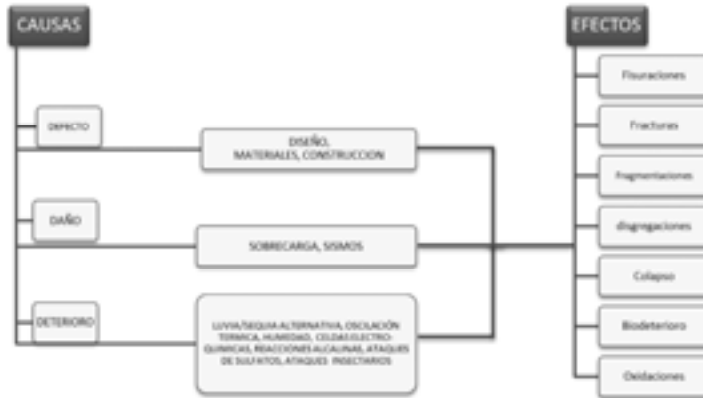 CAUSAS
EFECTOS
DEFECTO
DISEÑO,
MATERIALES, CONSTRUCCION
DAÑO
SOBRECARGA, SISMOS
DETERIORO
LLUVIA/SEQUIA ALTERNATIVA, OSCILACIÓN
TERMICA, HUMEDAD, CELDAS ELECTRO-
QUIMICAS, REACCIONES ALCALINAS, ATAQUES
DE SULFATOS, ATAQUES INSECTARIOS
Fisuraciones
Fracturas
Fragmentaciones
disgregaciones
Colapso
Biodeterioro
Oxidaciones